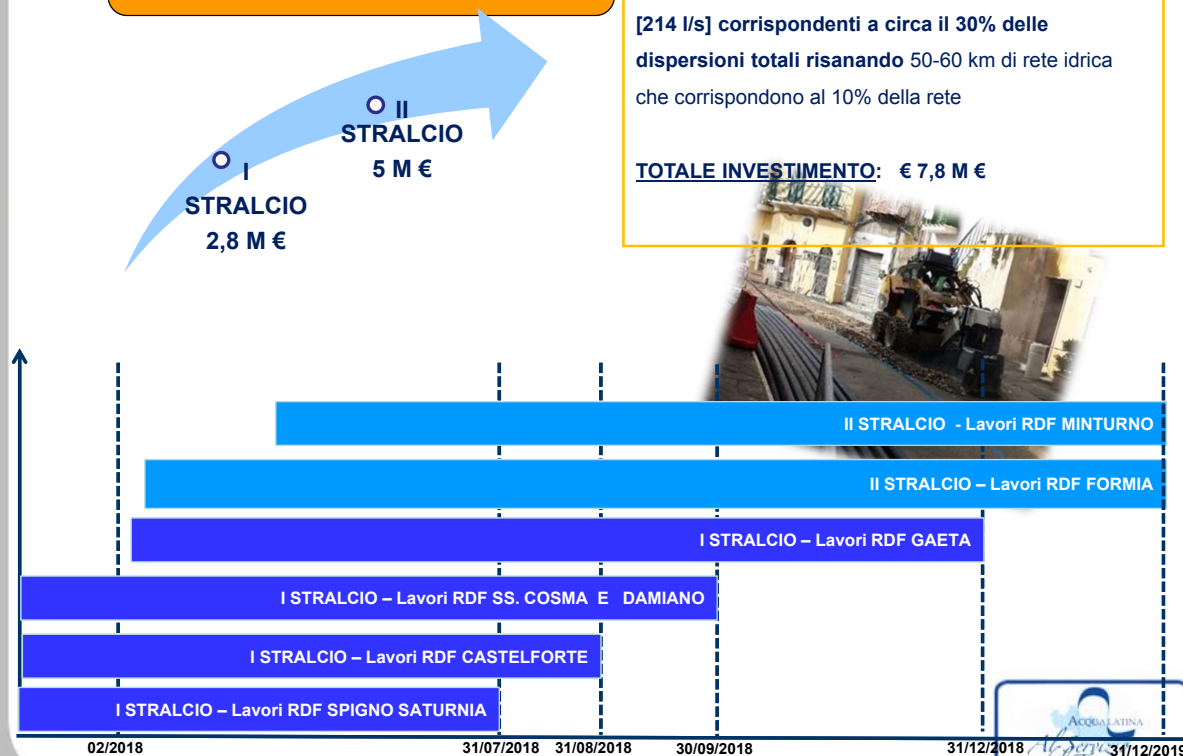 [214 l/s] corrispondenti a circa il 30% delle
dispersioni totali risanando 50-60 km di rete idrica
che corrispondono al 10% della rete
TOTALE INVESTIMENTO: € 7,8 M €
II
STRALCIO
5 M €
I
STRALCIO
2,8 M €
II STRALCIO - Lavori RDF MINTURNO
II STRALCIO – Lavori RDF FORMIA
I STRALCIO – Lavori RDF GAETA
I STRALCIO – Lavori RDF SS. COSMA E DAMIANO
I STRALCIO – Lavori RDF CASTELFORTE
I STRALCIO – Lavori RDF SPIGNO SATURNIA
ACQUALATINA
02/2018 31/07/2018 31/08/2018 30/09/2018 31/12/2018 31/12/2019